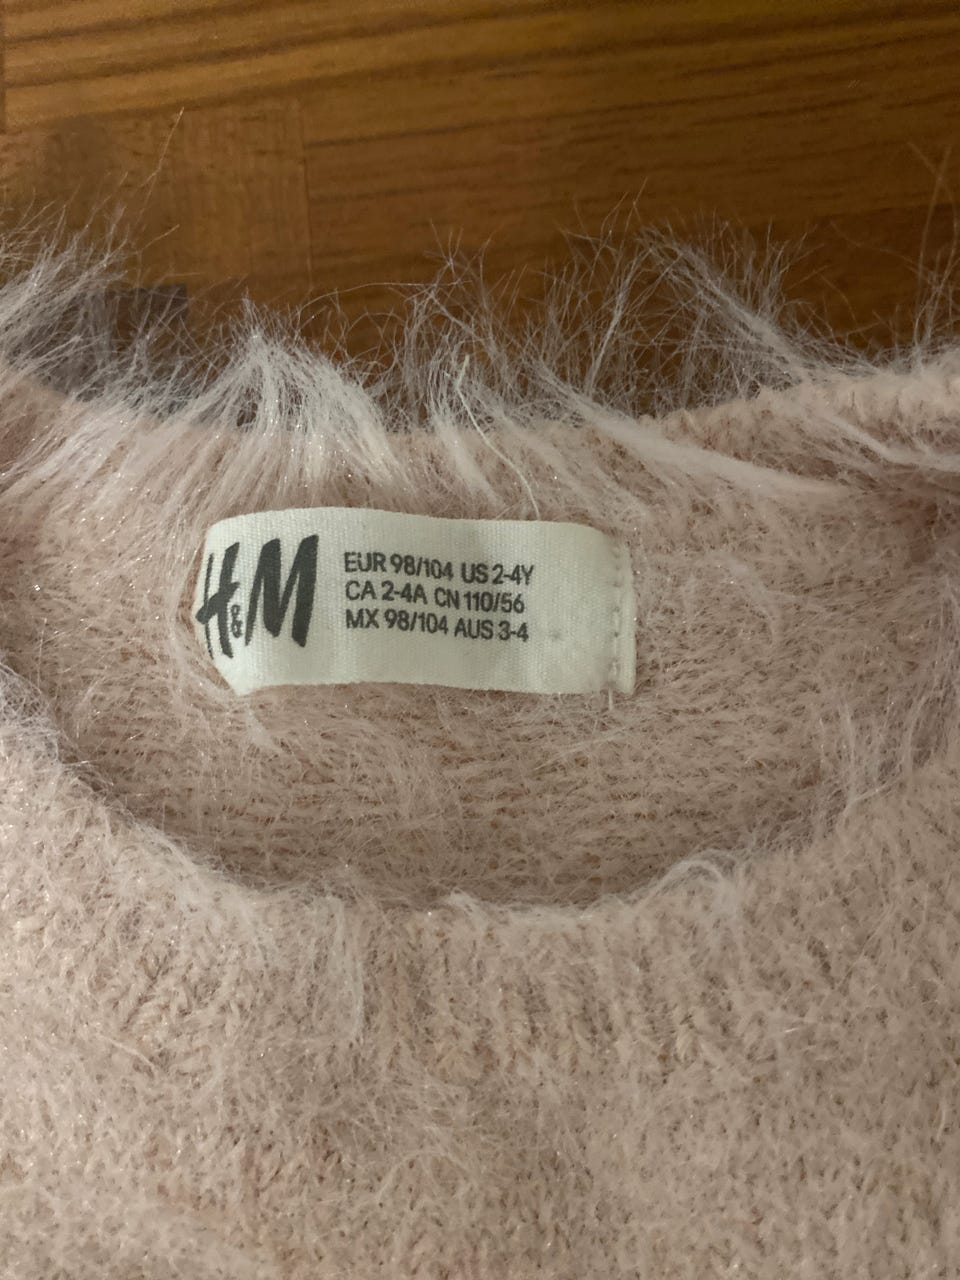 H&M
EUR 98/104 US 2-4Y
CA 2-4A CN 110/56
MX 98/104 AUS 3-4